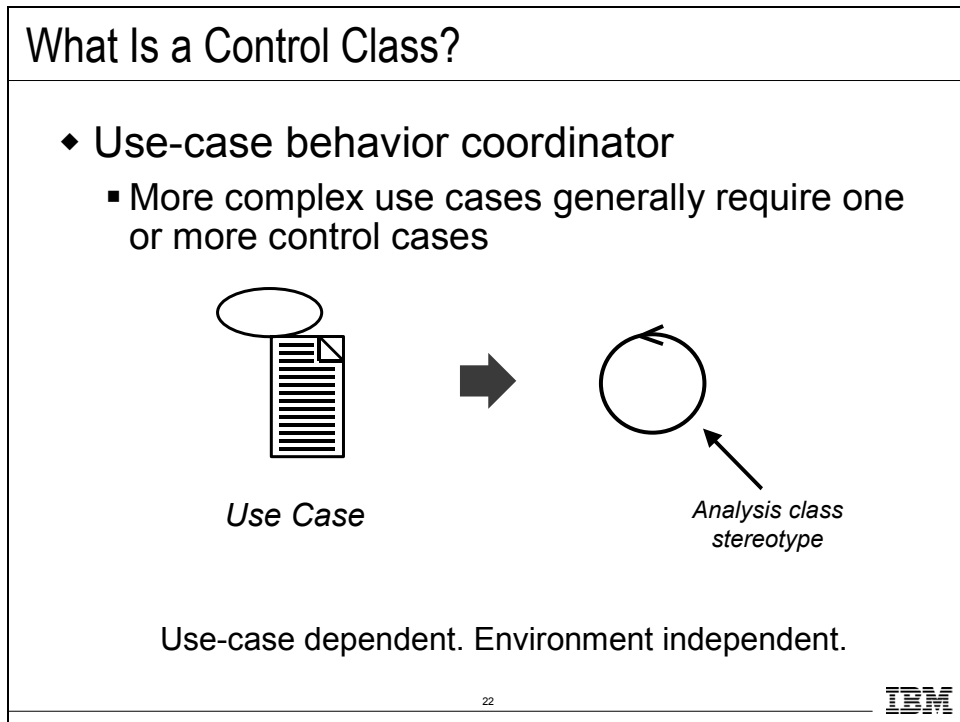 What Is a Control Class?
◆ Use-case behavior coordinator
▪ More complex use cases generally require one
or more control cases
Use Case
Analysis class
stereotype
Use-case dependent. Environment independent.
22
IBM